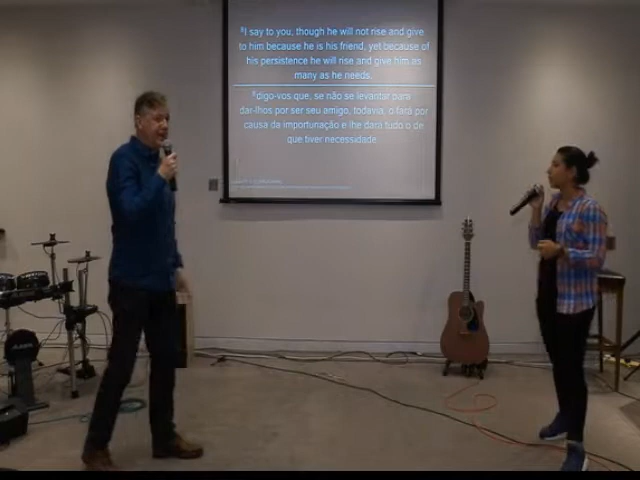 ⁸I say to you, though he will not rise and give
to him because he is his friend, yet because of
his persistence he will rise and give him as
many as he needs.
⁸digo-vos que, se não se levantar para
dar-lhos por ser seu amigo, todavia, o fará por
causa da importunação e lhe dará tudo o de
que tiver necessidade.